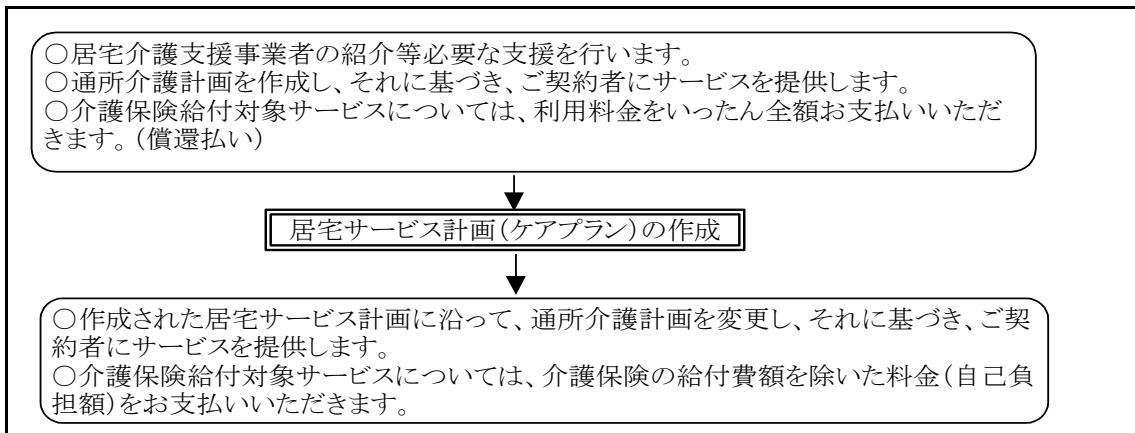 ○居宅介護支援事業者の紹介等必要な支援を行います。
○通所介護計画を作成し、それに基づき、ご契約者にサービスを提供します。
○介護保険給付対象サービスについては、利用料金をいったん全額お支払いいただ
きます。(償還払い)
居宅サービス計画(ケアプラン)の作成
○作成された居宅サービス計画に沿って、通所介護計画を変更し、それに基づき、ご契
約者にサービスを提供します。
○介護保険給付対象サービスについては、介護保険の給付費額を除いた料金(自己負
担額)をお支払いいただきます。